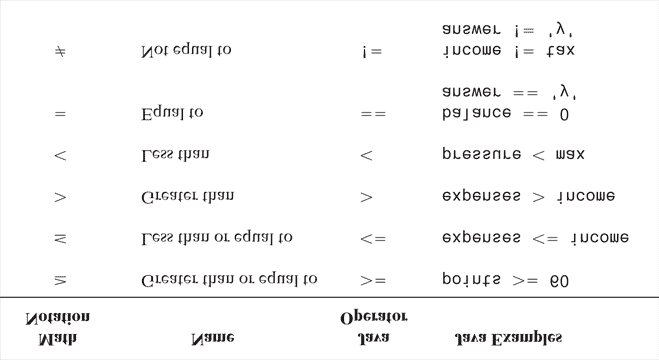 Math Name Java Java Examples
Notation Operator
≥ Greater than or equal to >= points >= 60
≤ Less than or equal to <= expenses <= income
> Greater than > expenses > income
< Less than < pressure < max
= Equal to == balance == 0
answer == 'y'
≠ Not equal to != income != tax
answer != 'y'